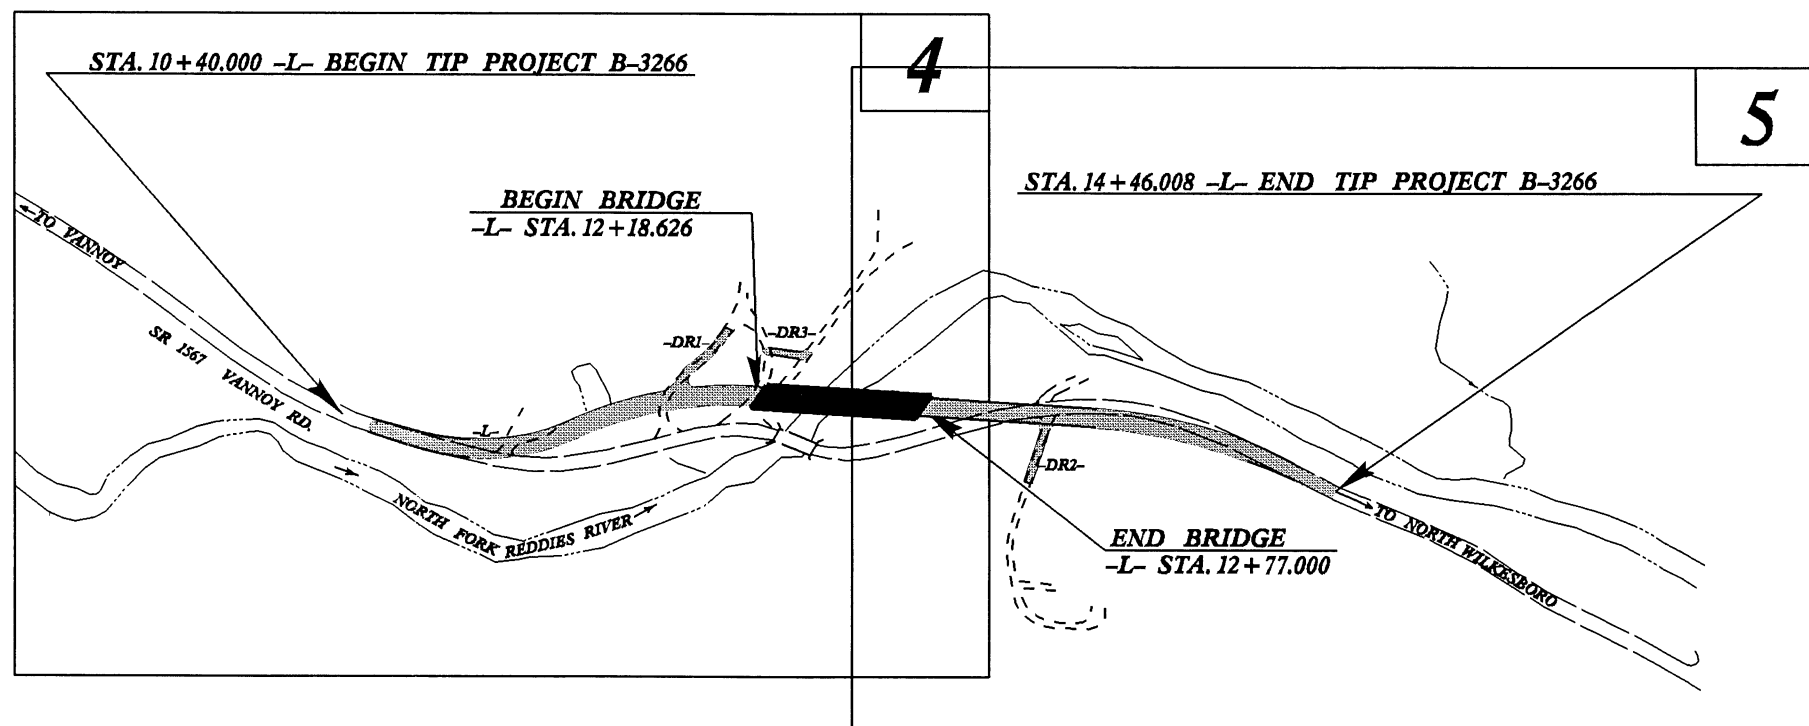 4
5
STA. 10+40.000 -L- BEGIN TIP PROJECT B-3266
STA. 14+46.008 -L- END TIP PROJECT B-3266
BEGIN BRIDGE
-L- STA. 12+18.626
TO VANNOY
SR 1567 VANNOY RD.
-DR1-
-DR3-
-L-
-DR2-
NORTH FORK REDDIES RIVER
END BRIDGE
-L- STA. 12+77.000
TO NORTH WILKESBORO